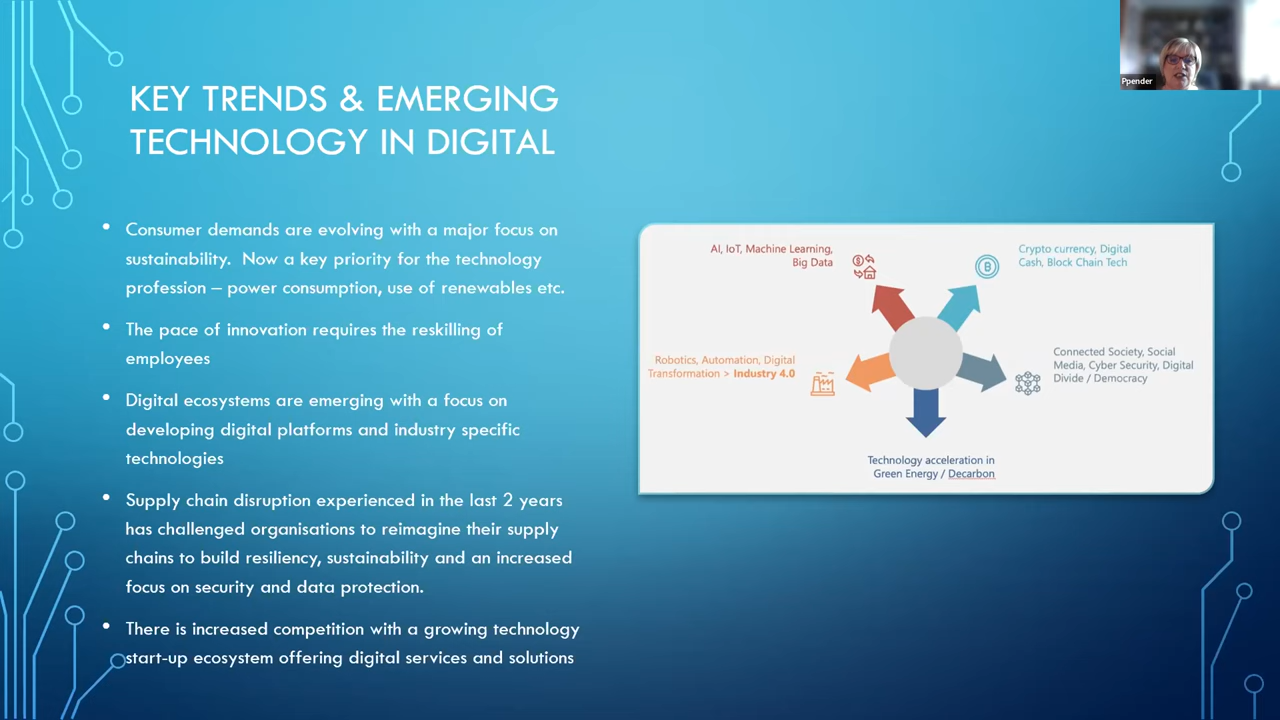 KEY TRENDS & EMERGING
TECHNOLOGY IN DIGITAL
• Consumer demands are evolving with a major focus on
sustainability. Now a key priority for the technology
profession – power consumption, use of renewables etc.
• The pace of innovation requires the reskilling of
employees
• Digital ecosystems are emerging with a focus on
developing digital platforms and industry specific
technologies
• Supply chain disruption experienced in the last 2 years
has challenged organisations to reimagine their supply
chains to build resiliency, sustainability and an increased
focus on security and data protection.
• There is increased competition with a growing technology
start-up ecosystem offering digital services and solutions
AI, IoT, Machine Learning,
Big Data
Crypto currency, Digital
Cash, Block Chain Tech
Robotics, Automation, Digital
Transformation > Industry 4.0
Connected Society, Social
Media, Cyber Security, Digital
Divide / Democracy
Technology acceleration in
Green Energy / Decarbon
Ppender